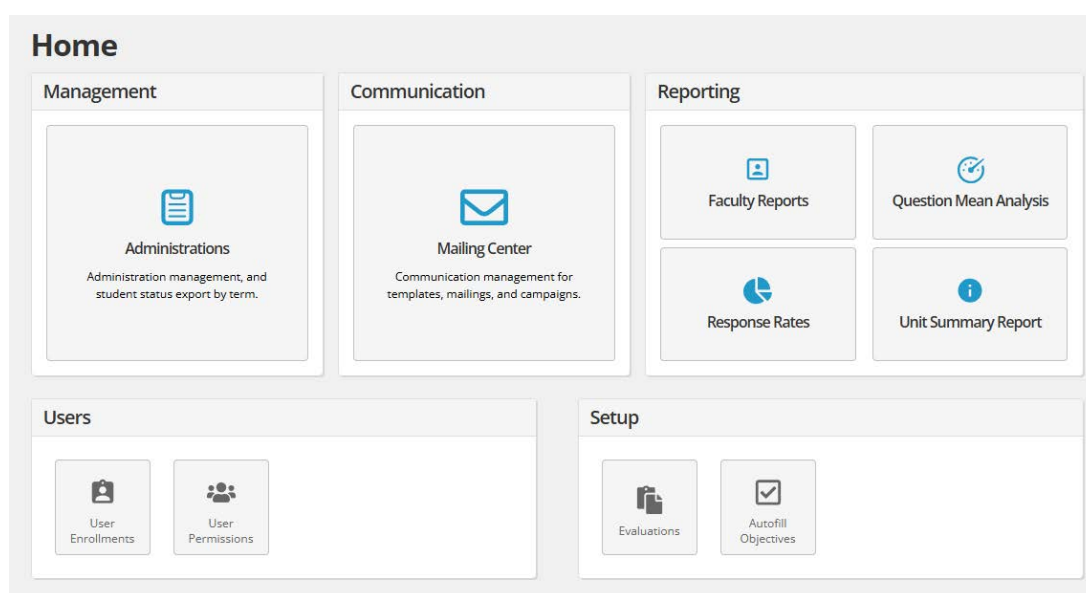 Home
Management
Administrations
Administration management, and
student status export by term.
Communication
Mailing Center
Communication management for
templates, mailings, and campaigns.
Reporting
Faculty Reports
Question Mean Analysis
Response Rates
Unit Summary Report
Users
User
Enrollments
User
Permissions
Setup
Evaluations
Autofill
Objectives